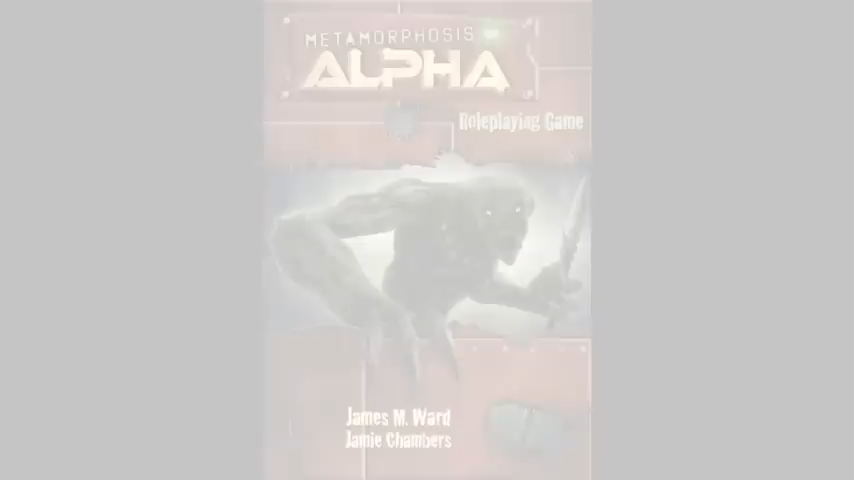 METAMORPHOSIS
ALPHA
Roleplaying Game
James M. Ward
Jamie Chambers